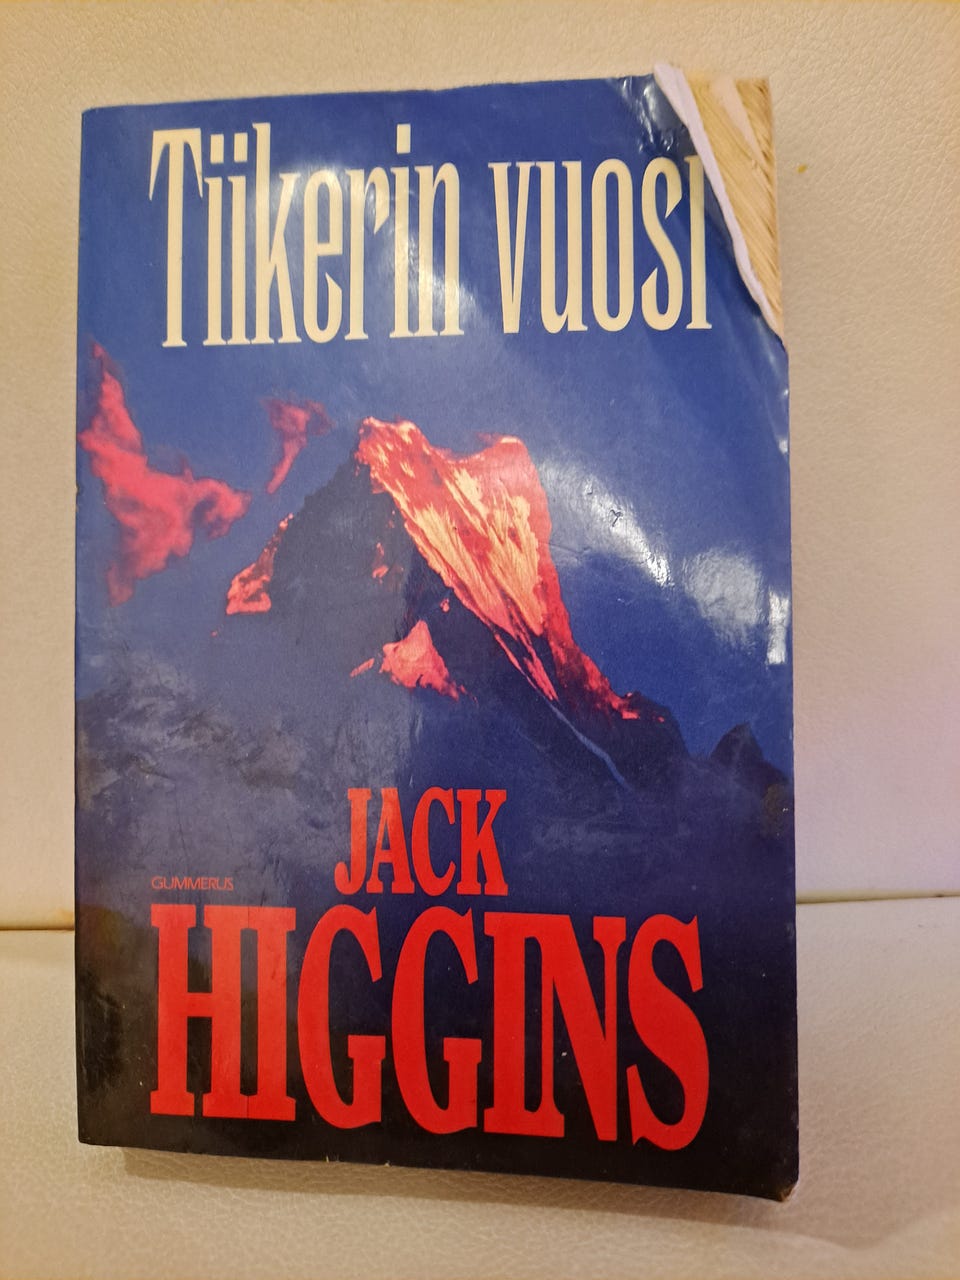 Tiikerin vuosi
JACK
GUMMERUS
HIGGINS